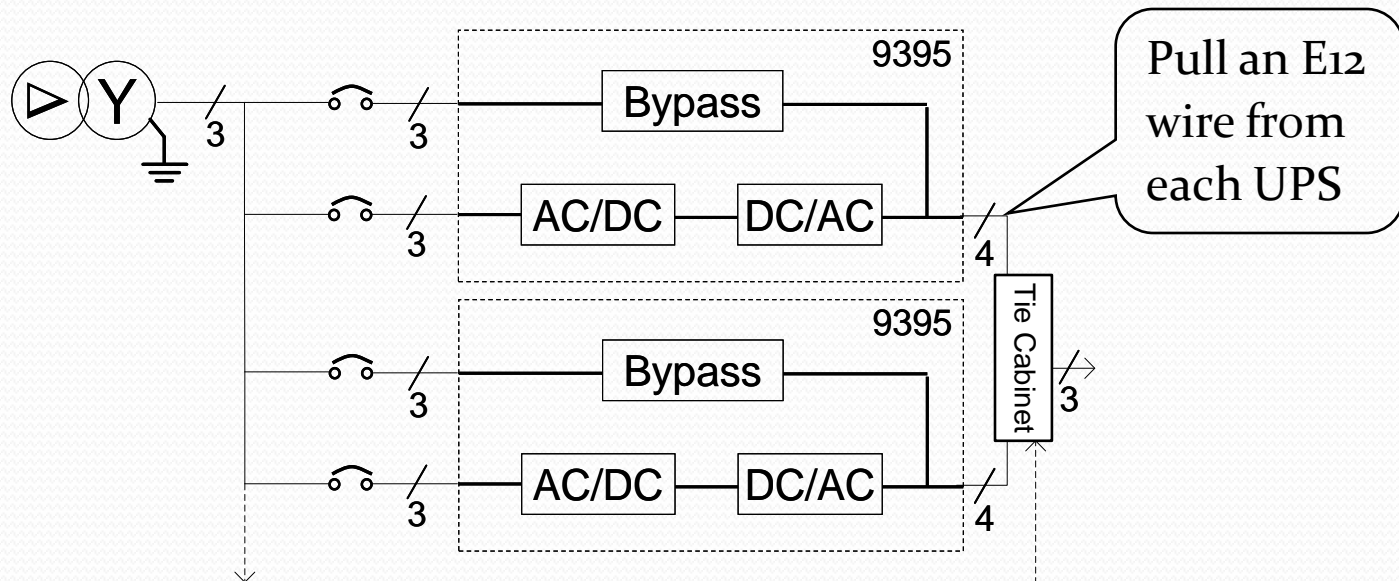 9395
Pull an E12
wire from
each UPS
Y
3
3
Bypass
3
AC/DC
DC/AC
4
9395
Tie Cabinet
3
Bypass
3
3
AC/DC
DC/AC
4